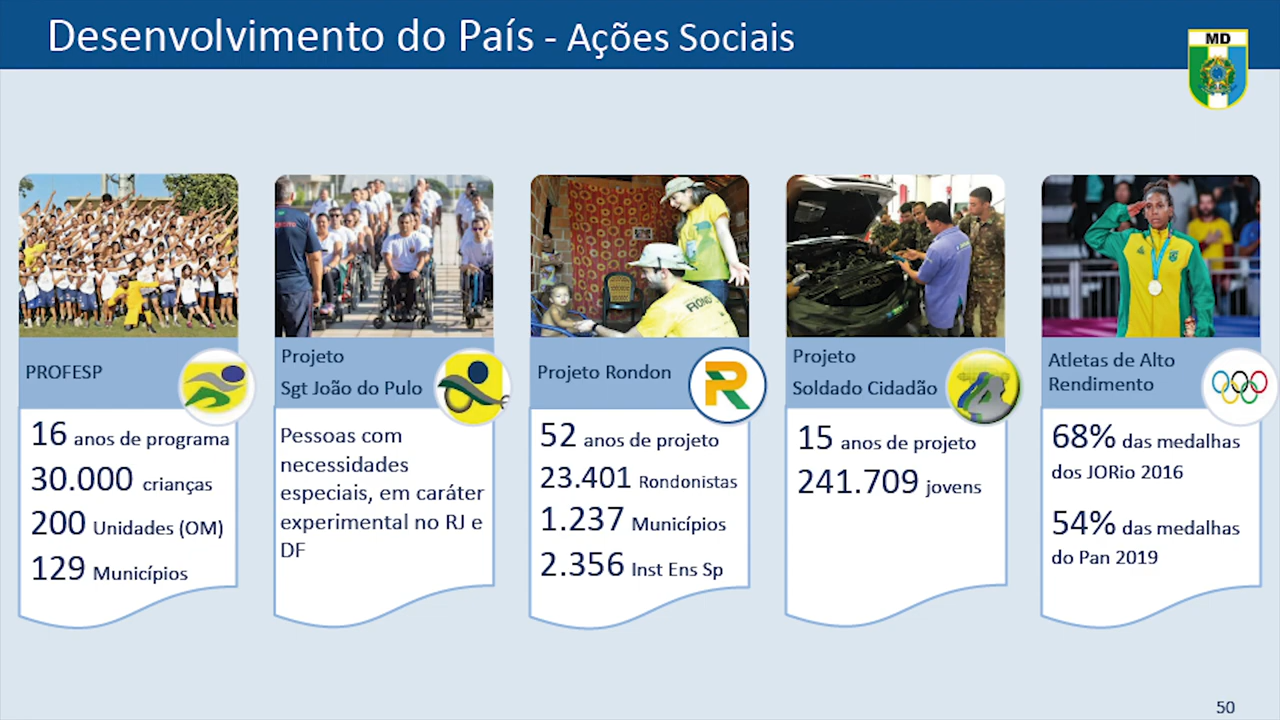 Desenvolvimento do País - Ações Sociais
MD
PROFESP
16 anos de programa
30.000 crianças
200 Unidades (OM)
129 Municípios
Projeto
Sgt João do Pulo
Pessoas com
necessidades
especiais, em caráter
experimental no RJ e
DF
RONDON
Projeto Rondon
R
52 anos de projeto
23.401 Rondonistas
1.237 Municípios
2.356 Inst Ens Sp
Projeto
Soldado Cidadão
15 anos de projeto
241.709 jovens
Atletas de Alto
Rendimento
68% das medalhas
dos JORio 2016
54% das medalhas
do Pan 2019
50